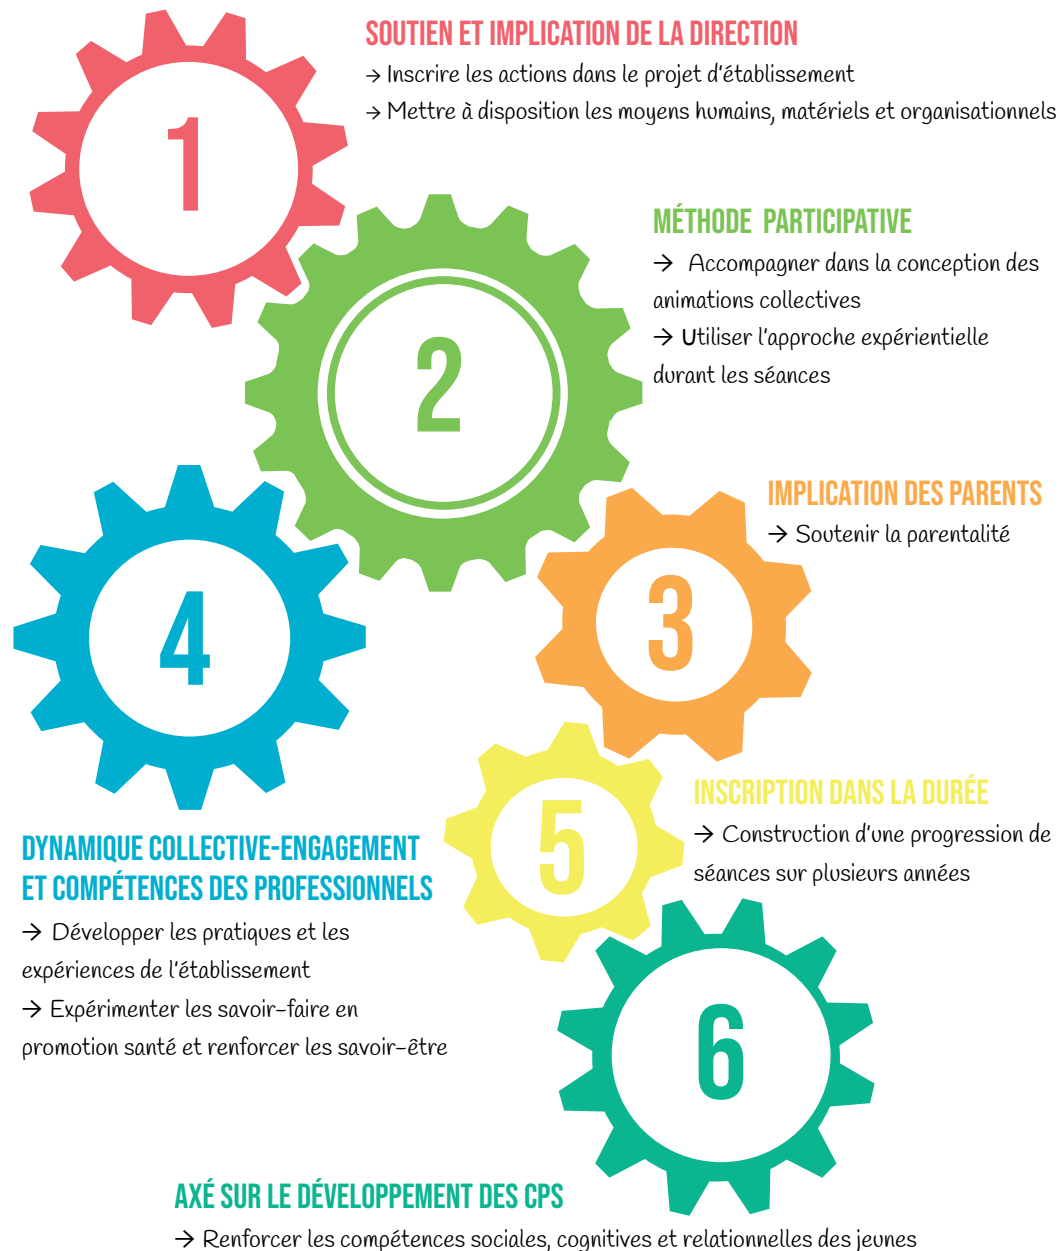 1
SOUTIEN ET IMPLICATION DE LA DIRECTION
→ Inscrire les actions dans le projet d'établissement
→ Mettre à disposition les moyens humains, matériels et organisationnels
2
MÉTHODE PARTICIPATIVE
→ Accompagner dans la conception des
animations collectives
→ Utiliser l'approche expérientielle
durant les séances
3
IMPLICATION DES PARENTS
→ Soutenir la parentalité
4
DYNAMIQUE COLLECTIVE-ENGAGEMENT
ET COMPÉTENCES DES PROFESSIONNELS
→ Développer les pratiques et les
expériences de l'établissement
→ Expérimenter les savoir-faire en
promotion santé et renforcer les savoir-être
5
INSCRIPTION DANS LA DURÉE
→ Construction d'une progression de
séances sur plusieurs années
6
AXÉ SUR LE DÉVELOPPEMENT DES CPS
→ Renforcer les compétences sociales, cognitives et relationnelles des jeunes